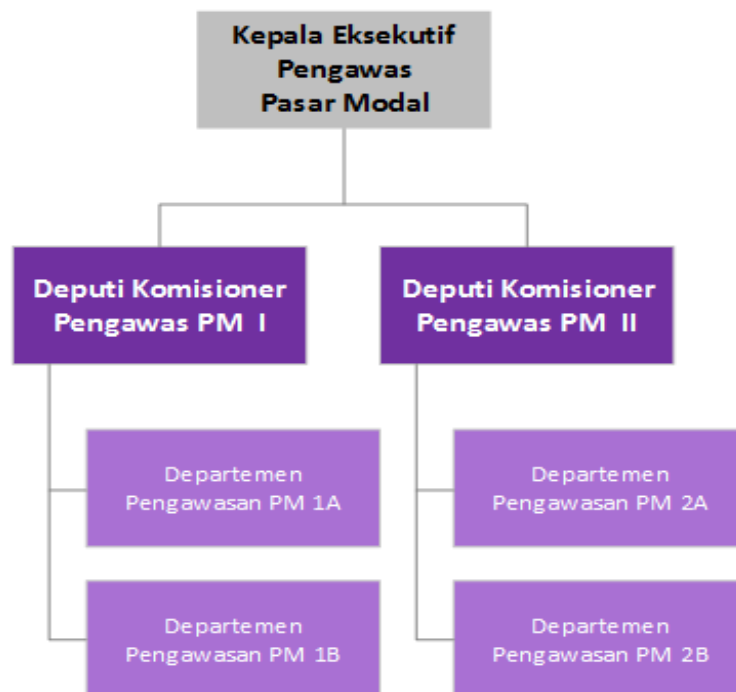 Kepala Eksekutif
Pengawas
Pasar Modal
Deputi Komisioner
Pengawas PM I
Deputi Komisioner
Pengawas PM II
Departemen
Pengawasan PM 1A
Departemen
Pengawasan PM 2A
Departemen
Pengawasan PM 1B
Departemen
Pengawasan PM 2B